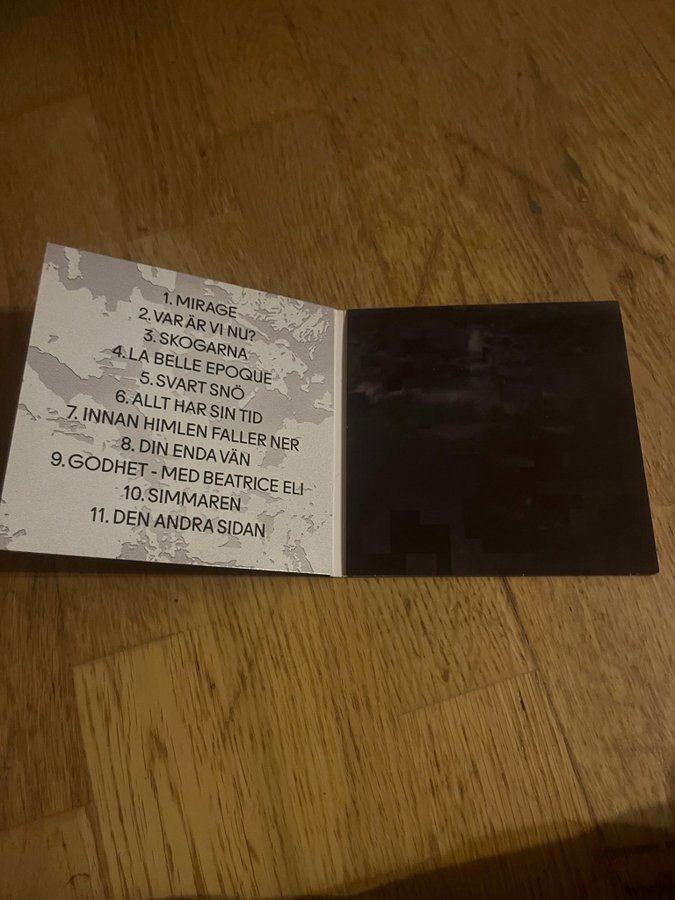 1. MIRAGE
2. VAR ÄR VI NU?
3. SKOGARNA
4. LA BELLE EPOQUE
5. SVART SNÖ
6. ALLT HAR SIN TID
7. INNAN HIMLEN FALLER NER
8. DIN ENDA VÄN
9. GODHET - MED BEATRICE ELI
10. SIMMAREN
11. DEN ANDRA SIDAN